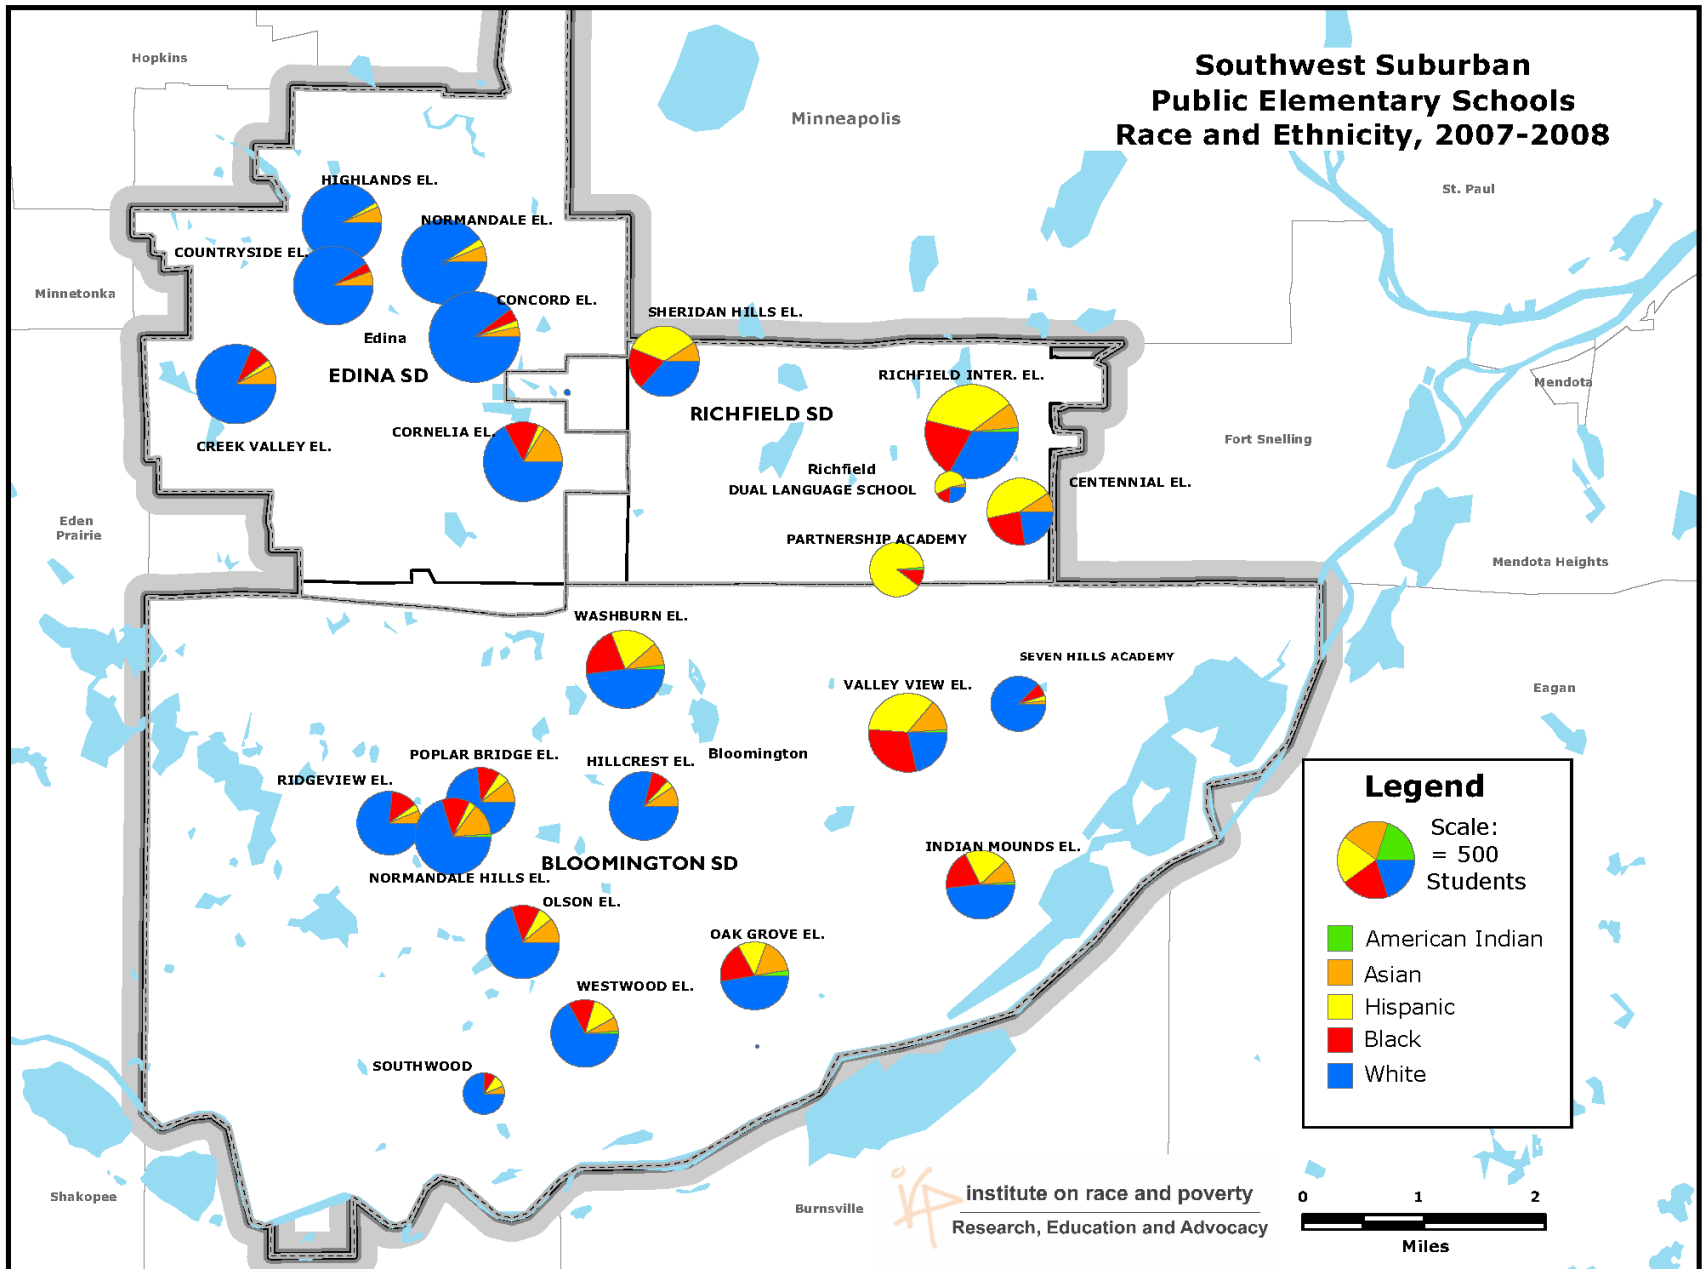 Southwest Suburban
Public Elementary Schools
Race and Ethnicity, 2007-2008
Hopkins
Minneapolis
St. Paul
HIGHLANDS EL.
NORMANDALE EL.
COUNTRYSIDE EL.
Minnetonka
CONCORD EL.
SHERIDAN HILLS EL.
Edina
EDINA SD
RICHFIELD INTER. EL.
Mendota
RICHFIELD SD
CREEK VALLEY EL.
CORNELIA EL.
Fort Snelling
Richfield
DUAL LANGUAGE SCHOOL
CENTENNIAL EL.
Eden
Prairie
PARTNERSHIP ACADEMY
Mendota Heights
WASHBURN EL.
SEVEN HILLS ACADEMY
VALLEY VIEW EL.
Eagan
POPLAR BRIDGE EL.
HILLCREST EL.
Bloomington
RIDGEVIEW EL.
BLOOMINGTON SD
INDIAN MOUNDS EL.
NORMANDALE HILLS EL.
OLSON EL.
OAK GROVE EL.
WESTWOOD EL.
SOUTHWOOD
Legend
Scale:
= 500
Students
American Indian
Asian
Hispanic
Black
White
Shakopee
Burnsville
irp
institute on race and poverty
Research, Education and Advocacy
0 1 2
Miles